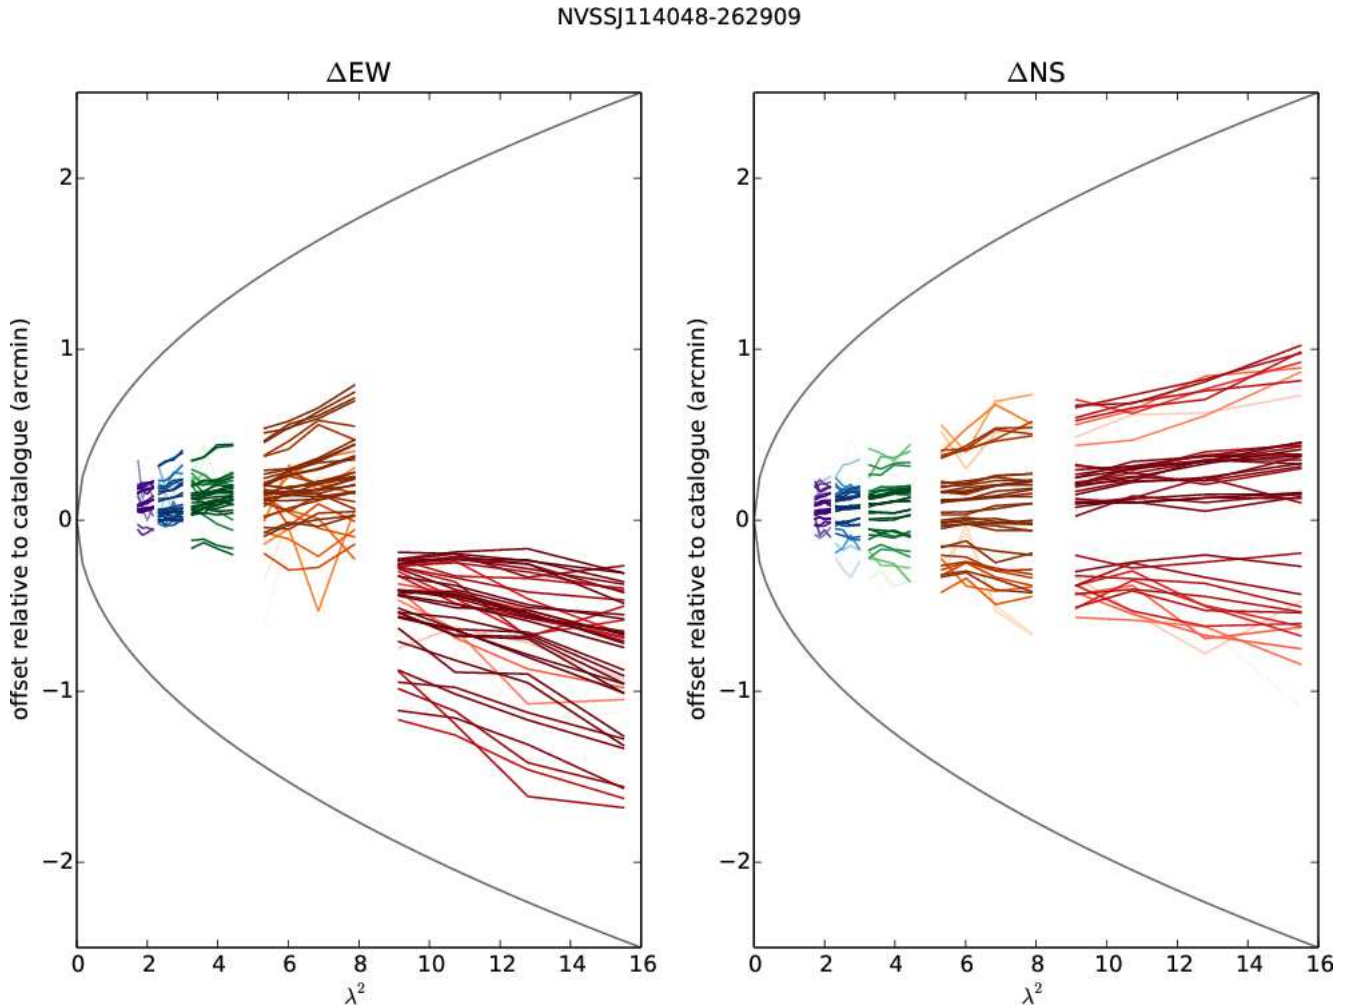 NVSSJ114048-262909
ΔEW
ΔNS
offset relative to catalogue (arcmin)
2
1
0
−1
−2
0 2 4 6 8 10 12 14 16
λ²
offset relative to catalogue (arcmin)
2
1
0
−1
−2
0 2 4 6 8 10 12 14 16
λ²